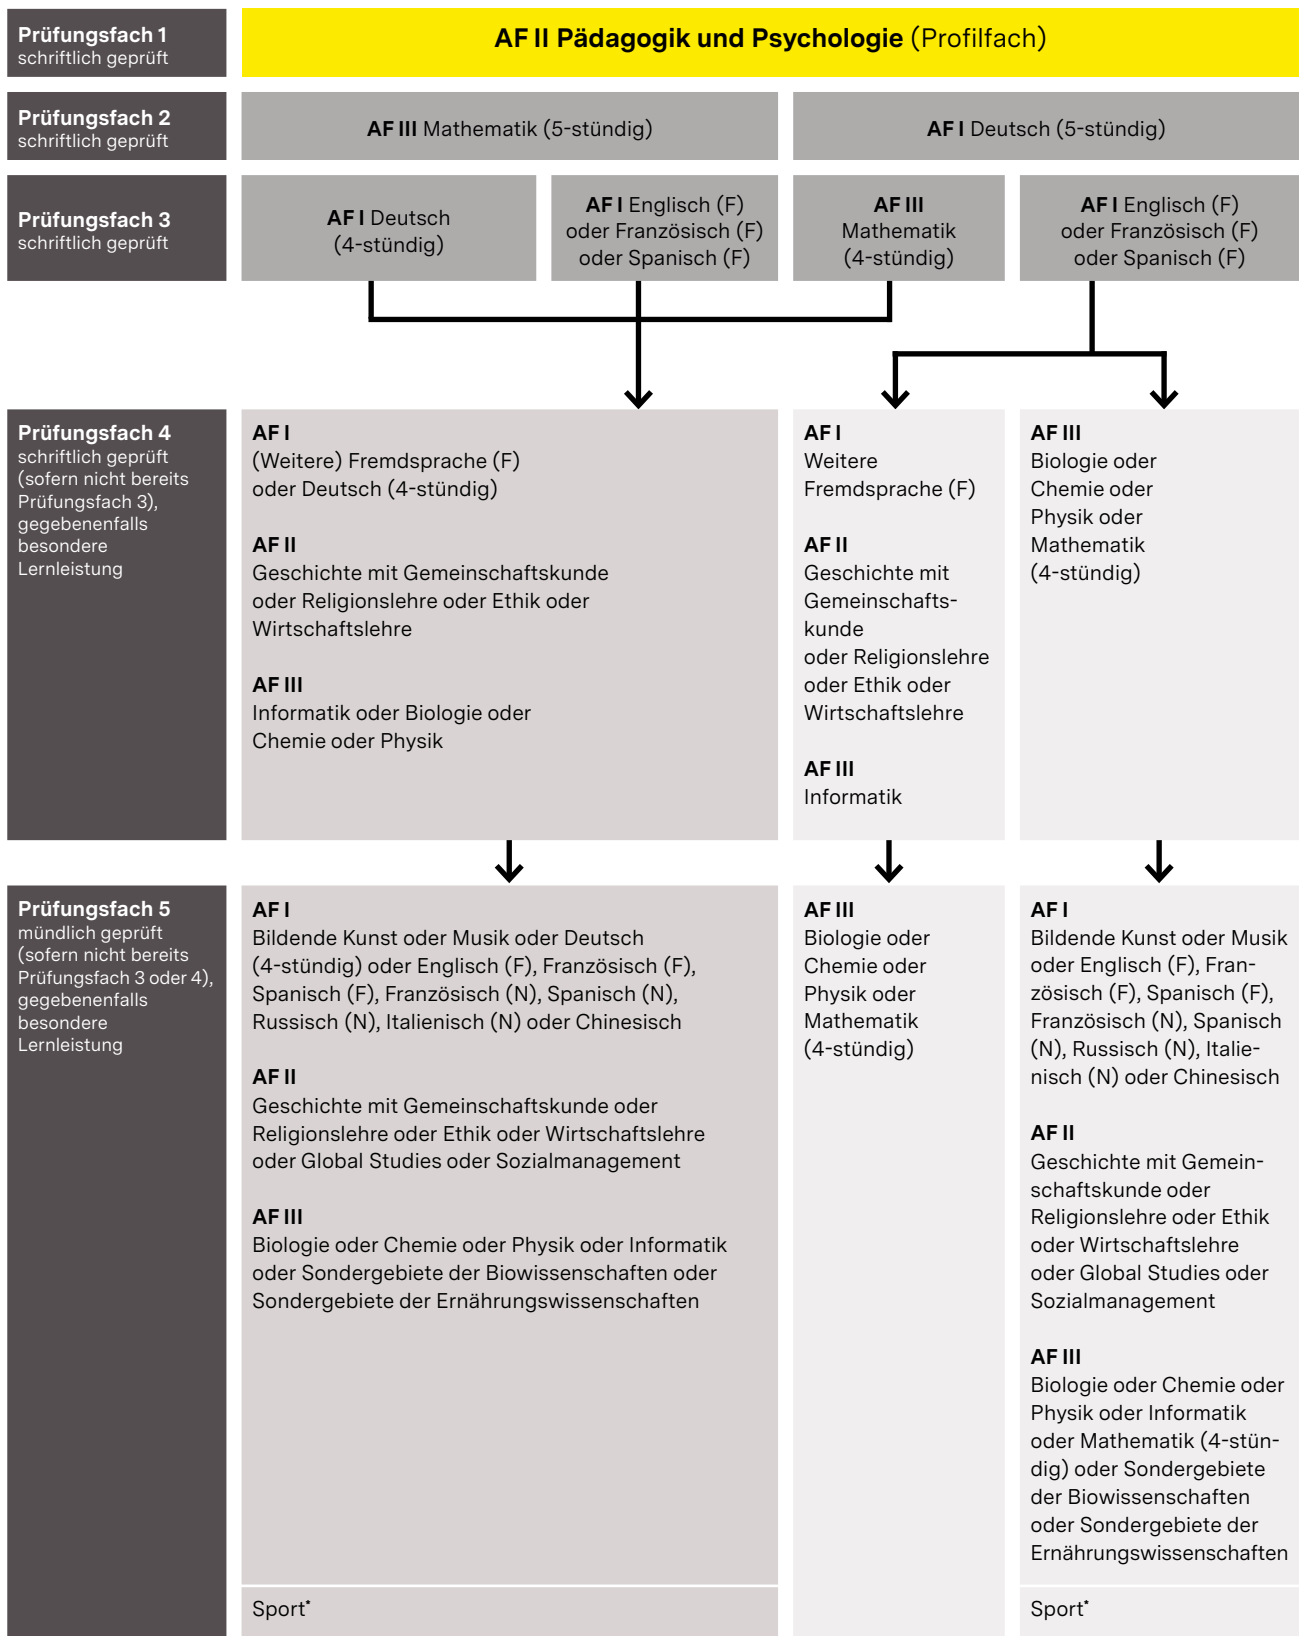 Prüfungsfach 1
schriftlich geprüft
AF II Pädagogik und Psychologie (Profilfach)
Prüfungsfach 2
schriftlich geprüft
AF III Mathematik (5-stündig)
AF I Deutsch (5-stündig)
Prüfungsfach 3
schriftlich geprüft
AF I Deutsch
(4-stündig)
AF I Englisch (F)
oder Französisch (F)
oder Spanisch (F)
AF III
Mathematik
(4-stündig)
AF I Englisch (F)
oder Französisch (F)
oder Spanisch (F)
Prüfungsfach 4
schriftlich geprüft
(sofern nicht bereits
Prüfungsfach 3),
gegebenenfalls
besondere
Lernleistung
AF I
(Weitere) Fremdsprache (F)
oder Deutsch (4-stündig)
AF II
Geschichte mit Gemeinschaftskunde
oder Religionslehre oder Ethik oder
Wirtschaftslehre
AF III
Informatik oder Biologie oder
Chemie oder Physik
AF I
Weitere
Fremdsprache (F)
AF II
Geschichte mit
Gemeinschafts-
kunde
oder Religionslehre
oder Ethik oder
Wirtschaftslehre
AF III
Informatik
AF III
Biologie oder
Chemie oder
Physik oder
Mathematik
(4-stündig)
Prüfungsfach 5
mündlich geprüft
(sofern nicht bereits
Prüfungsfach 3 oder 4),
gegebenenfalls
besondere
Lernleistung
AF I
Bildende Kunst oder Musik oder Deutsch
(4-stündig) oder Englisch (F), Französisch (F),
Spanisch (F), Französisch (N), Spanisch (N),
Russisch (N), Italienisch (N) oder Chinesisch
AF II
Geschichte mit Gemeinschaftskunde oder
Religionslehre oder Ethik oder Wirtschaftslehre
oder Global Studies oder Sozialmanagement
AF III
Biologie oder Chemie oder Physik oder Informatik
oder Sondergebiete der Biowissenschaften oder
Sondergebiete der Ernährungswissenschaften
Sport*
AF III
Biologie oder
Chemie oder
Physik oder
Mathematik
(4-stündig)
AF I
Bildende Kunst oder Musik
oder Englisch (F), Fran-
zösisch (F), Spanisch (F),
Französisch (N), Spanisch
(N), Russisch (N), Italie-
nisch (N) oder Chinesisch
AF II
Geschichte mit Gemein-
schaftskunde oder
Religionslehre oder Ethik
oder Wirtschaftslehre
oder Global Studies oder
Sozialmanagement
AF III
Biologie oder Chemie oder
Physik oder Informatik
oder Mathematik (4-stün-
dig) oder Sondergebiete
der Biowissenschaften
oder Sondergebiete der
Ernährungswissenschaften
Sport*